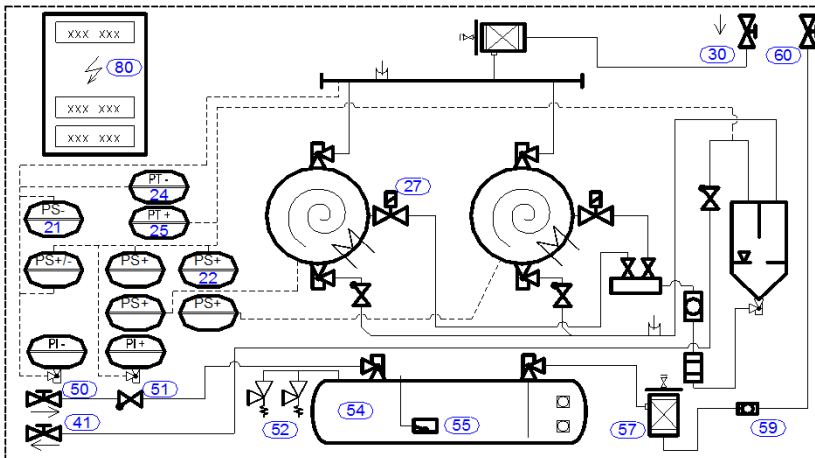 xxx xxx
80
xxx xxx
xxx xxx
30
60
PT -
24
PT +
25
27
PS-
21
PS+/-
PS+
PS+
22
PS+
PS+
PI -
PI +
50
51
41
52
54
55
57
59